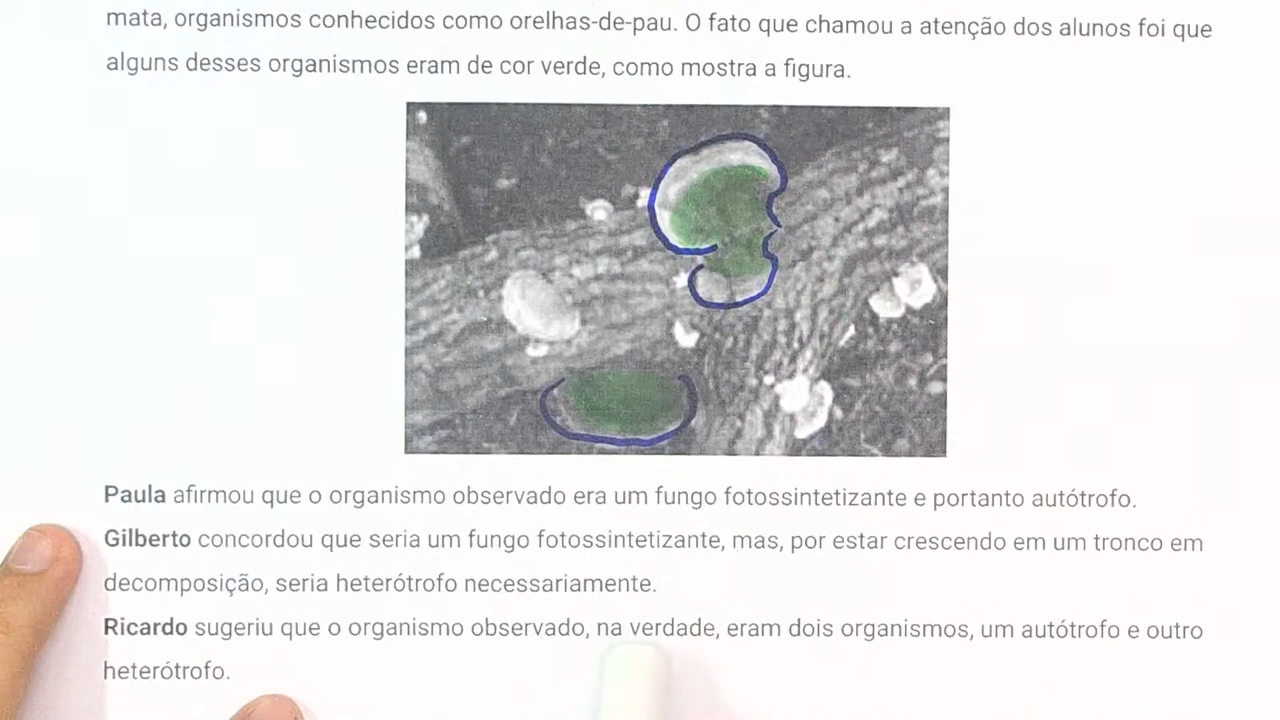 mata, organismos conhecidos como orelhas-de-pau. O fato que chamou a atenção dos alunos foi que
alguns desses organismos eram de cor verde, como mostra a figura.
Paula afirmou que o organismo observado era um fungo fotossintetizante e portanto autótrofo.
Gilberto concordou que seria um fungo fotossintetizante, mas, por estar crescendo em um tronco em
decomposição, seria heterótrofo necessariamente.
Ricardo sugeriu que o organismo observado, na verdade, eram dois organismos, um autótrofo e outro
heterótrofo.